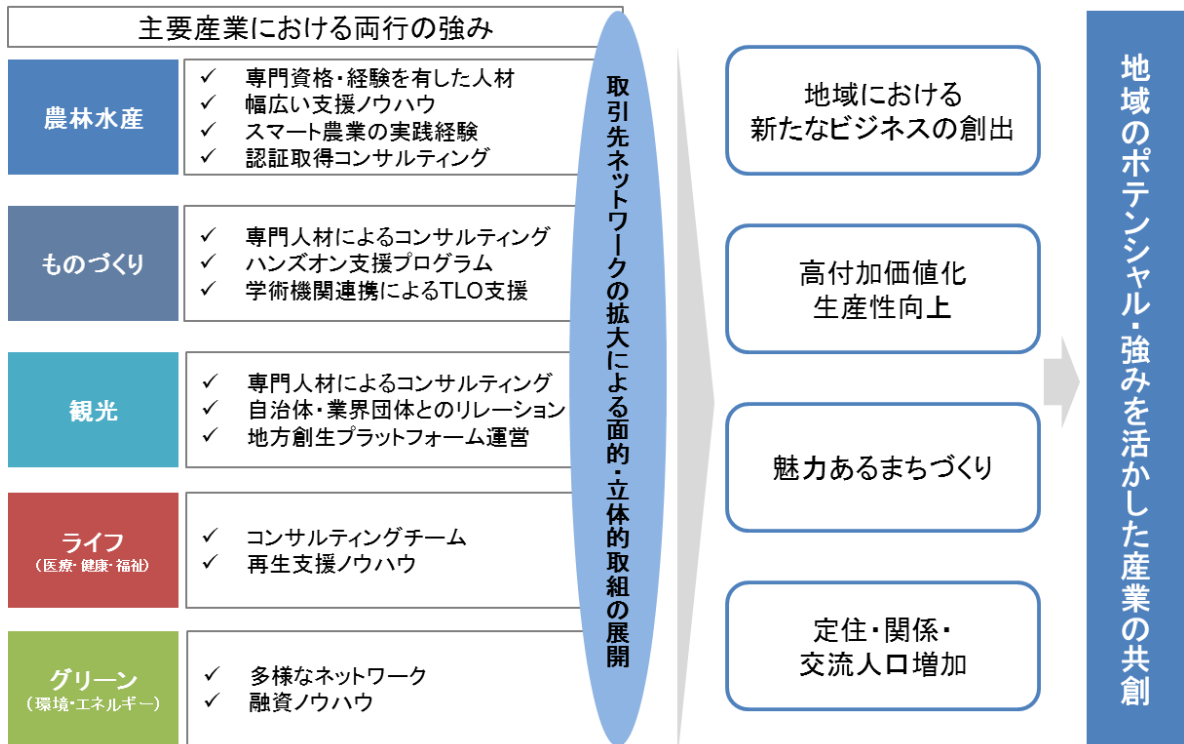 主要産業における両行の強み
農林水産
✓ 専門資格・経験を有した人材
✓ 幅広い支援ノウハウ
✓ スマート農業の実践経験
✓ 認証取得コンサルティング
ものづくり
✓ 専門人材によるコンサルティング
✓ ハンズオン支援プログラム
✓ 学術機関連携によるTLO支援
観光
✓ 専門人材によるコンサルティング
✓ 自治体・業界団体とのリレーション
✓ 地方創生プラットフォーム運営
ライフ
(医療・健康・福祉)
✓ コンサルティングチーム
✓ 再生支援ノウハウ
グリーン
(環境・エネルギー)
✓ 多様なネットワーク
✓ 融資ノウハウ
取引先ネットワークの拡大による面的・立体的取組の展開
地域における
新たなビジネスの創出
高付加価値化
生産性向上
魅力あるまちづくり
定住・関係・
交流人口増加
地域のポテンシャル・強みを活かした産業の共創